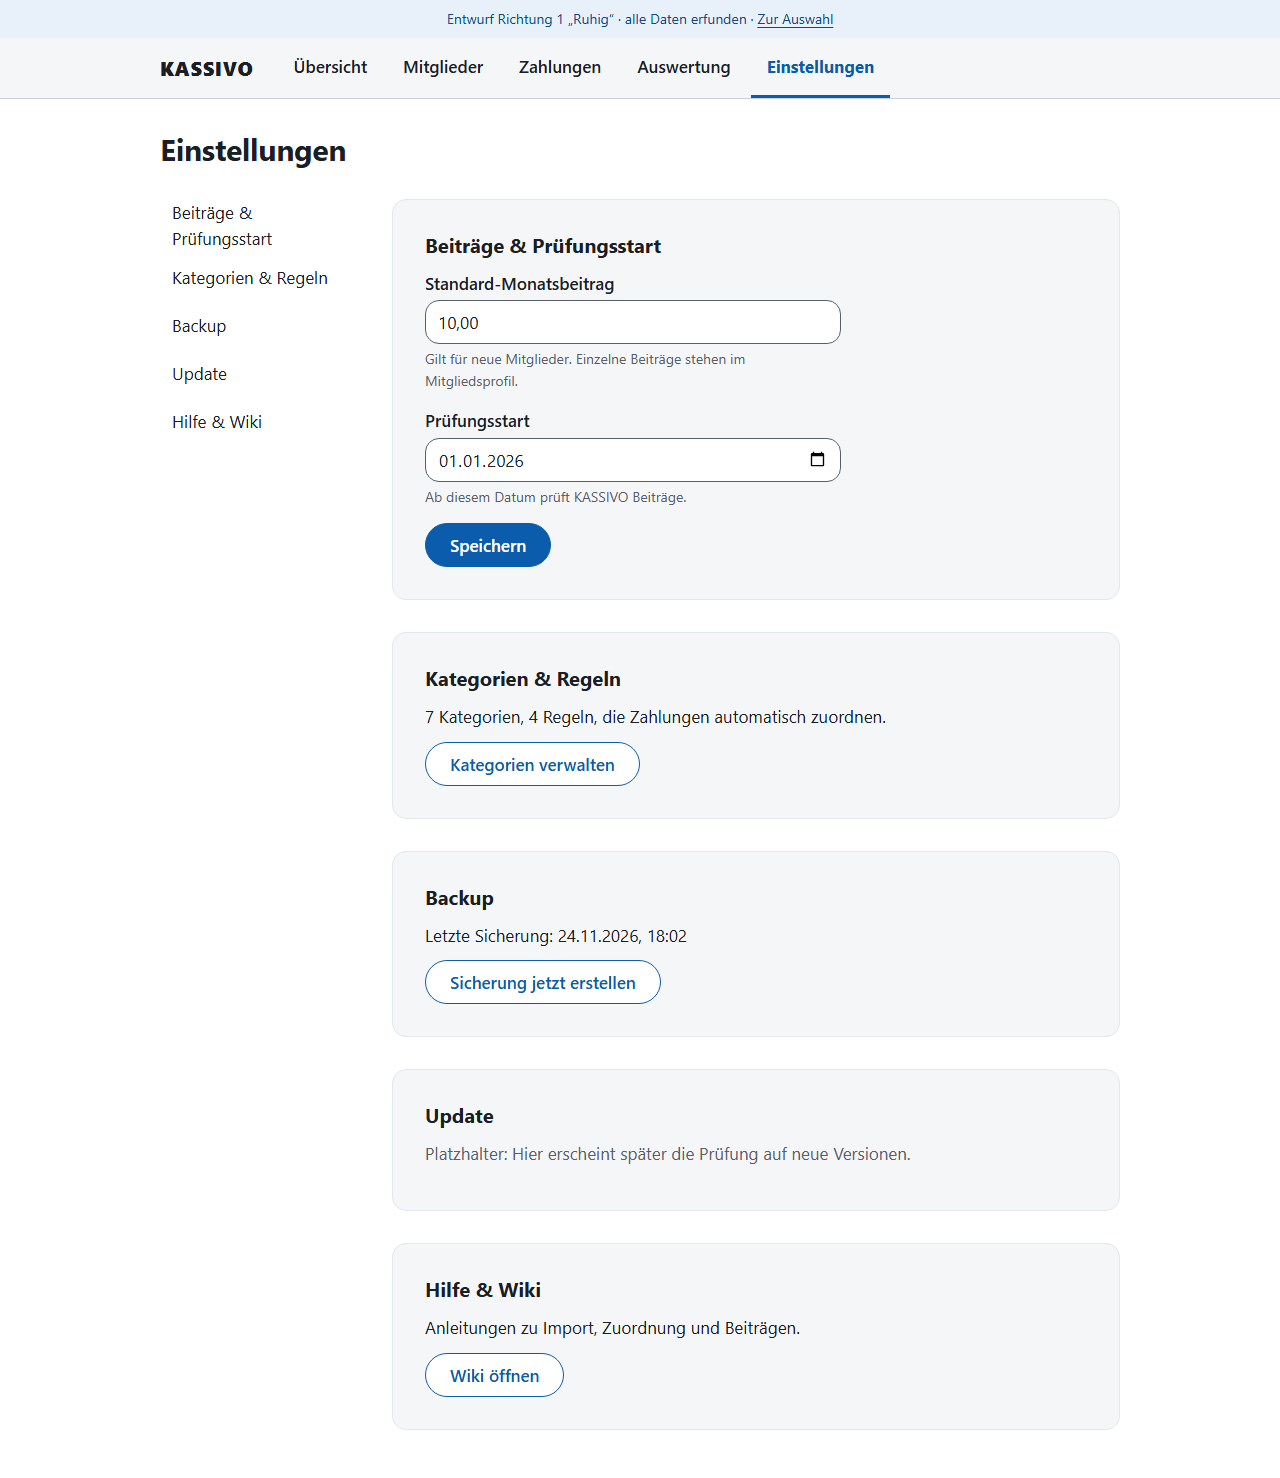 Entwurf Richtung 1 „Ruhig“ · alle Daten erfunden · Zur Auswahl
KASSIVO Übersicht Mitglieder Zahlungen Auswertung Einstellungen
Einstellungen
Beiträge &
Prüfungsstart
Kategorien & Regeln
Backup
Update
Hilfe & Wiki
Beiträge & Prüfungsstart
Standard-Monatsbeitrag
10,00
Gilt für neue Mitglieder. Einzelne Beiträge stehen im
Mitgliedsprofil.
Prüfungsstart
01.01.2026
Ab diesem Datum prüft KASSIVO Beiträge.
Speichern
Kategorien & Regeln
7 Kategorien, 4 Regeln, die Zahlungen automatisch zuordnen.
Kategorien verwalten
Backup
Letzte Sicherung: 24.11.2026, 18:02
Sicherung jetzt erstellen
Update
Platzhalter: Hier erscheint später die Prüfung auf neue Versionen.
Hilfe & Wiki
Anleitungen zu Import, Zuordnung und Beiträgen.
Wiki öffnen